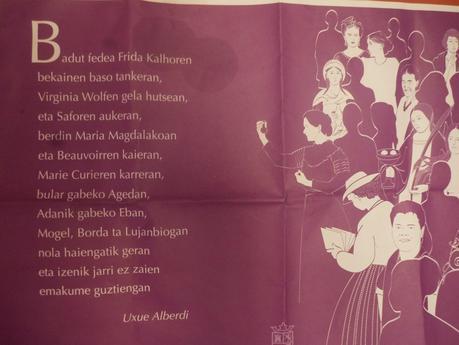 Badut fedea Frida Kalhoren
bekainen baso tankeran,
Virginia Wolfen gela hutsean,
eta Saforen aukeran,
berdin Maria Magdalakoan
eta Beauvoirren kaieran,
Marie Curieren karreran,
bular gabeko Agedan,
Adanik gabeko Eban,
Mogel, Borda ta Lujanbiogan
nola haiengatik geran
eta izenik jarri ez zaien
emakume guztiengan
Uxue Alberdi